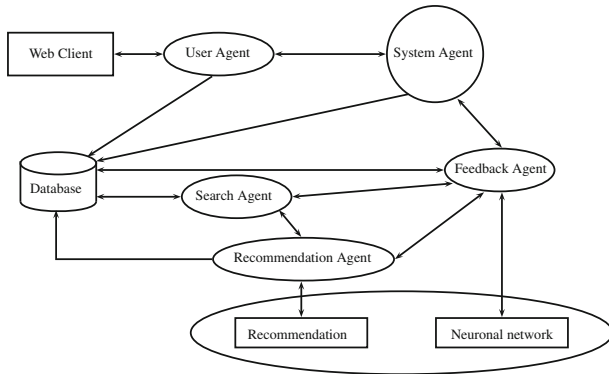 Web Client
User Agent
System Agent
Database
Search Agent
Feedback Agent
Recommendation Agent
Recommendation
Neuronal network